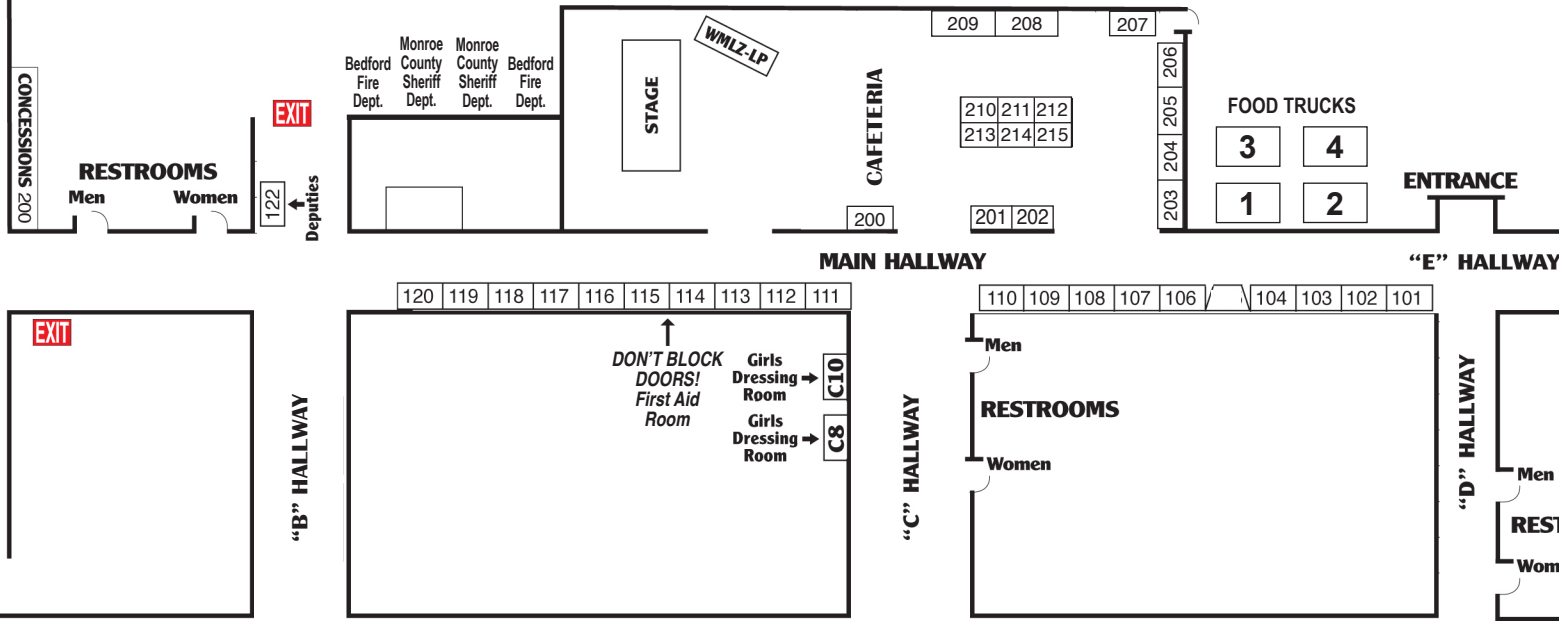 CONCESSIONS 200
RESTROOMS
Men
Women
EXIT
122
Deputies
Bedford
Fire
Dept.
Monroe
County
Sheriff
Dept.
Monroe
County
Sheriff
Dept.
Bedford
Fire
Dept.
STAGE
WMLZ-LP
CAFETERIA
209 208 207
206
205
204
203
210 211 212
213 214 215
200
201 202
FOOD TRUCKS
3 4
1 2
ENTRANCE
MAIN HALLWAY
“E” HALLWAY
120 119 118 117 116 115 114 113 112 111
110 109 108 107 106 104 103 102 101
EXIT
“B” HALLWAY
DON'T BLOCK
DOORS!
First Aid
Room
Girls
Dressing
Room
C10
Girls
Dressing
Room
C8
“C” HALLWAY
Men
RESTROOMS
Women
“D” HALLWAY
Men
REST
Wom